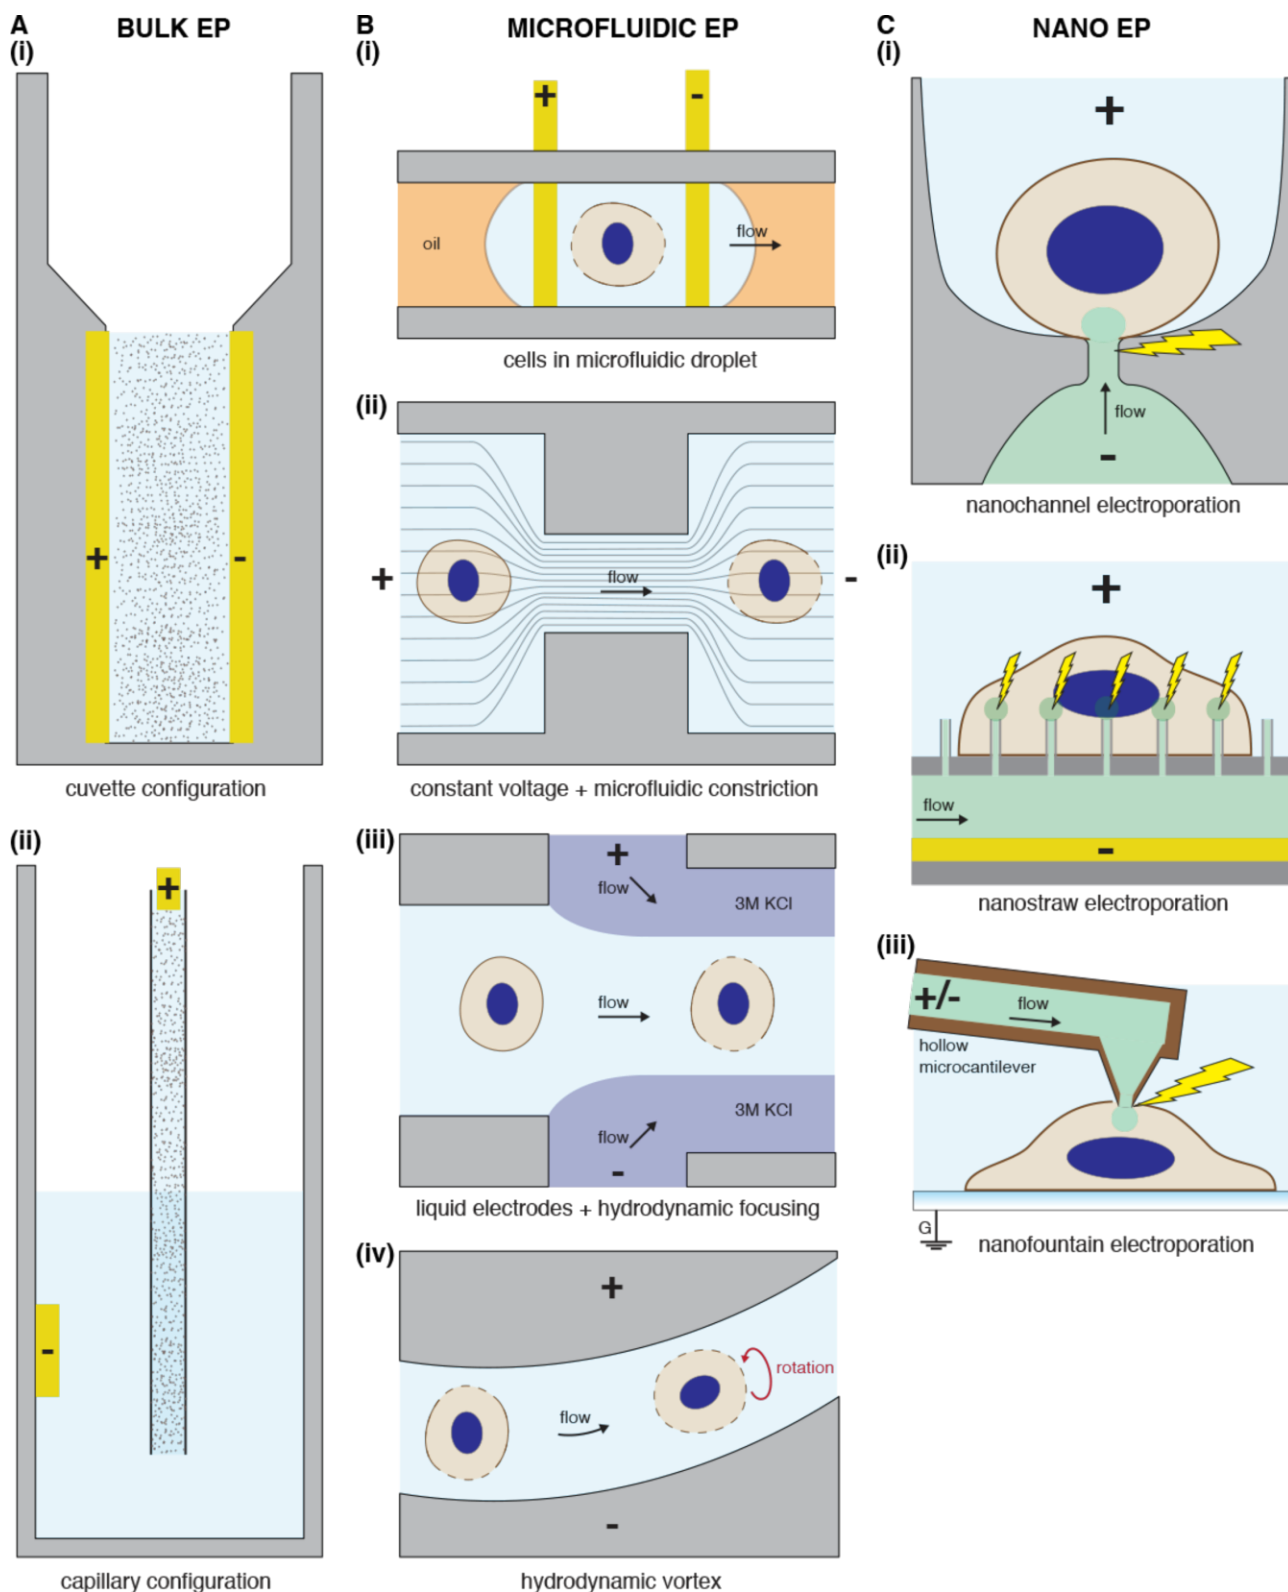 A BULK EP
(i)
+
-
cuvette configuration
(ii)
+
-
capillary configuration
B MICROFLUIDIC EP
(i)
+
-
oil
flow
cells in microfluidic droplet
(ii)
+
flow
-
constant voltage + microfluidic constriction
(iii)
+
flow
3M KCl
flow
3M KCl
flow
-
liquid electrodes + hydrodynamic focusing
(iv)
+
rotation
flow
-
hydrodynamic vortex
C NANO EP
(i)
+
flow
-
nanochannel electroporation
(ii)
+
flow
-
nanostraw electroporation
(iii)
+/-
flow
hollow
microcantilever
G
nanofountain electroporation